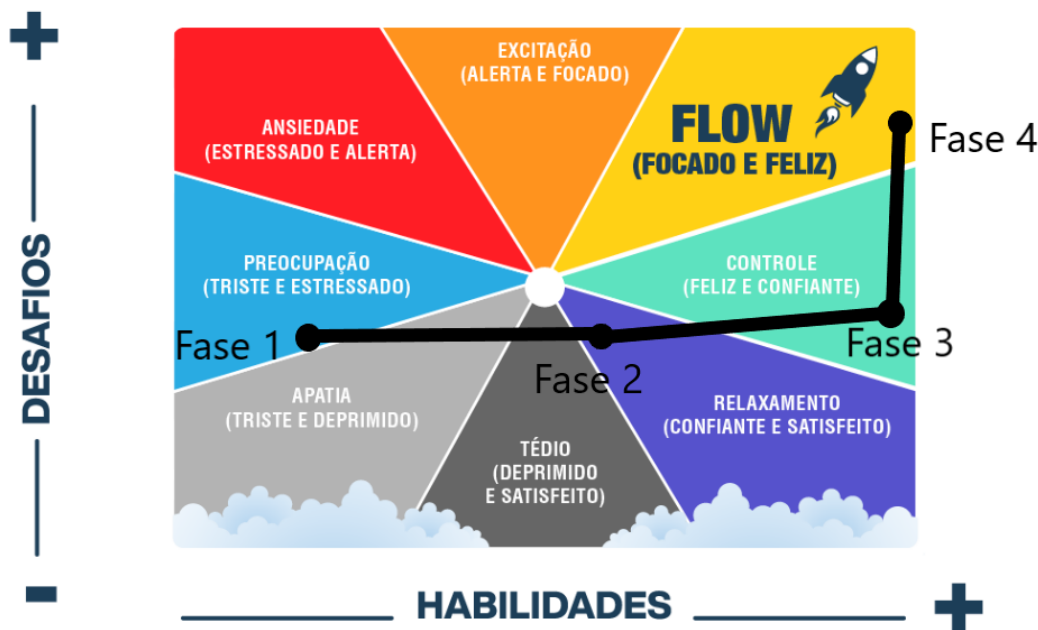 +
EXCITAÇÃO
(ALERTA E FOCADO)
ANSIEDADE
(ESTRESSADO E ALERTA)
FLOW
(FOCADO E FELIZ)
Fase 4
PREOCUPAÇÃO
(TRISTE E ESTRESSADO)
CONTROLE
(FELIZ E CONFIANTE)
Fase 1
Fase 2
Fase 3
APATIA
(TRISTE E DEPRIMIDO)
RELAXAMENTO
(CONFIANTE E SATISFEITO)
TÉDIO
(DEPRIMIDO
E SATISFEITO)
DESAFIOS
-
HABILIDADES
+